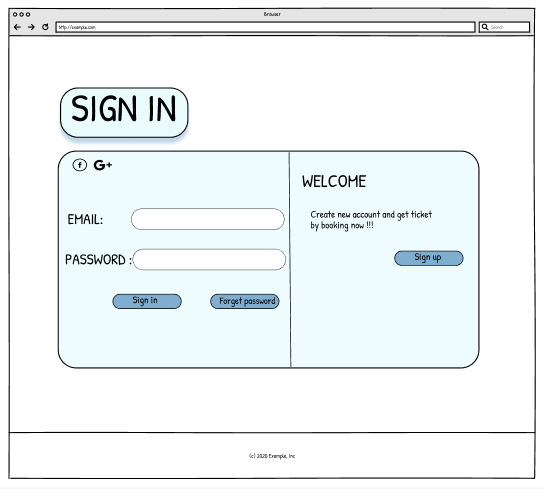 Browser
http://example.com
Search
SIGN IN
f G+
EMAIL:
PASSWORD :
Sign in
Forget password
WELCOME
Create new account and get ticket
by booking now !!!
Sign up
(c) 2020 Example, Inc